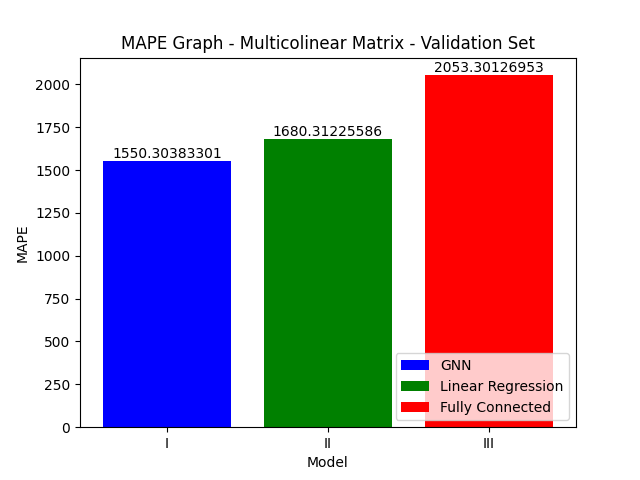 MAPE Graph - Multicolinear Matrix - Validation Set
2053.30126953
1680.31225586
1550.30383301
2000
1750
1500
1250
1000
750
500
250
0
MAPE
GNN
Linear Regression
Fully Connected
I
II
III
Model